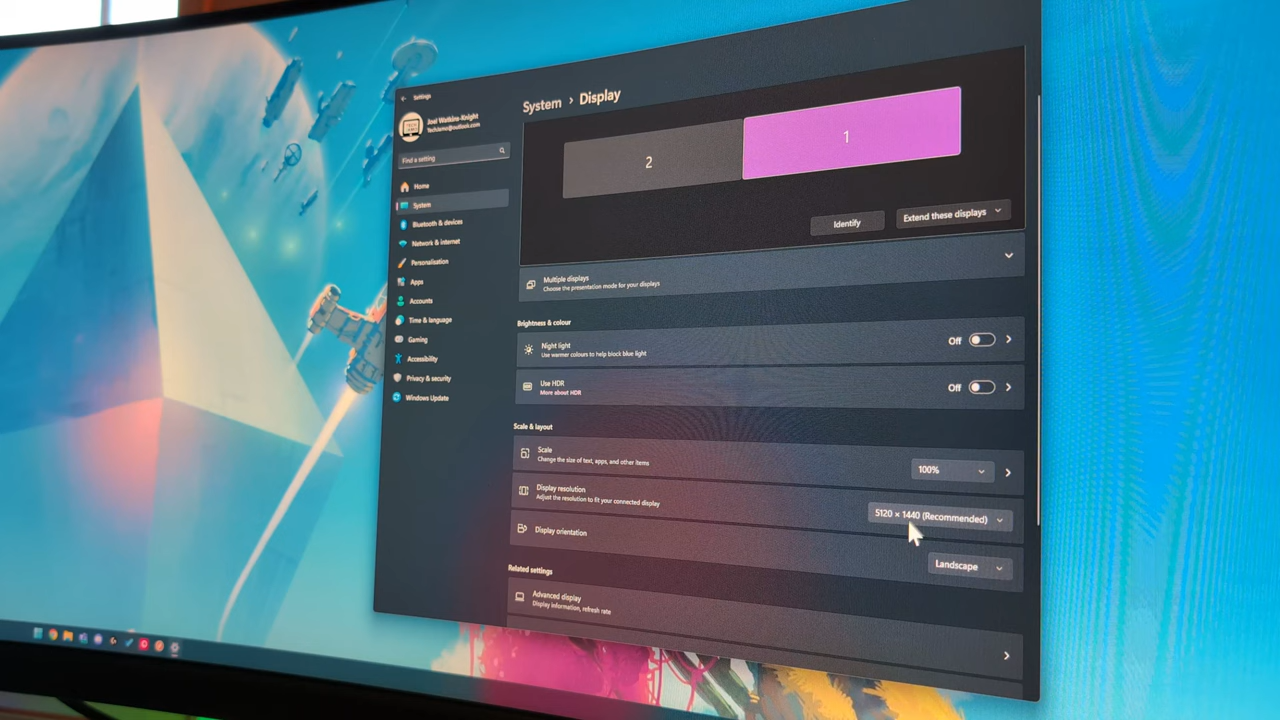 Settings
Josi Watkins-Knight
Techjamz@outlook.com
Find a setting
Home
System
Bluetooth & devices
Network & internet
Personalisation
Apps
Accounts
Time & language
Gaming
Accessibility
Privacy & security
Windows Update
System › Display
2
1
Identify
Extend these displays
Multiple displays
Choose the presentation mode for your displays
Brightness & colour
Night light
Use warmer colours to help block blue light
Off
Use HDR
More about HDR
Off
Scale & layout
Scale
Change the size of text, apps, and other items
100%
Display resolution
Adjust the resolution to fit your connected display
5120 × 1440 (Recommended)
Display orientation
Landscape
Related settings
Advanced display
Display information, refresh rate